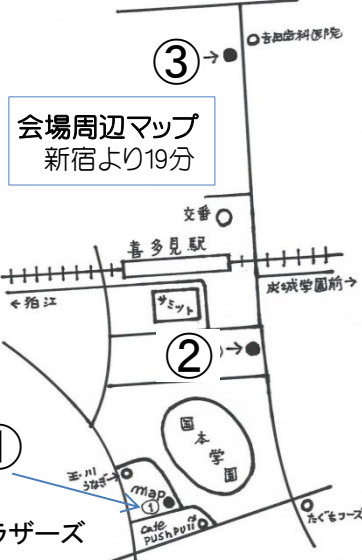 ③→
吉田歯科医院
会場周辺マップ
新宿より19分
交番
喜多見駅
←狛江
成城学園前→
サミット
②
→
国本学園
①
玉川
うなぎ
map
①
cafe
pushpull
たぐちフーズ
ラザーズ